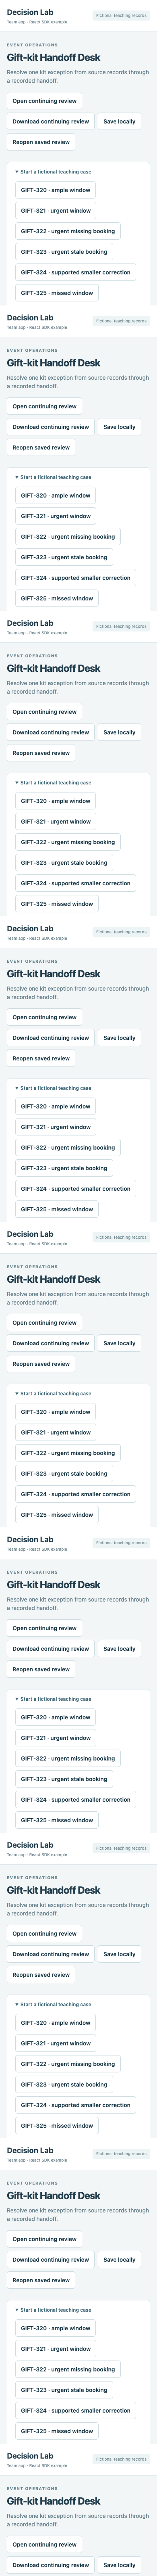 Decision Lab
Team app · React SDK example
Fictional teaching records
EVENT OPERATIONS
Gift-kit Handoff Desk
Resolve one kit exception from source records through
a recorded handoff.
Open continuing review
Download continuing review Save locally
Reopen saved review
▼ Start a fictional teaching case
GIFT-320 · ample window
GIFT-321 · urgent window
GIFT-322 · urgent missing booking
GIFT-323 · urgent stale booking
GIFT-324 · supported smaller correction
GIFT-325 · missed window
Decision Lab
Team app · React SDK example
Fictional teaching records
EVENT OPERATIONS
Gift-kit Handoff Desk
Resolve one kit exception from source records through
a recorded handoff.
Open continuing review
Download continuing review Save locally
Reopen saved review
▼ Start a fictional teaching case
GIFT-320 · ample window
GIFT-321 · urgent window
GIFT-322 · urgent missing booking
GIFT-323 · urgent stale booking
GIFT-324 · supported smaller correction
GIFT-325 · missed window
Decision Lab
Team app · React SDK example
Fictional teaching records
EVENT OPERATIONS
Gift-kit Handoff Desk
Resolve one kit exception from source records through
a recorded handoff.
Open continuing review
Download continuing review Save locally
Reopen saved review
▼ Start a fictional teaching case
GIFT-320 · ample window
GIFT-321 · urgent window
GIFT-322 · urgent missing booking
GIFT-323 · urgent stale booking
GIFT-324 · supported smaller correction
GIFT-325 · missed window
Decision Lab
Team app · React SDK example
Fictional teaching records
EVENT OPERATIONS
Gift-kit Handoff Desk
Resolve one kit exception from source records through
a recorded handoff.
Open continuing review
Download continuing review Save locally
Reopen saved review
▼ Start a fictional teaching case
GIFT-320 · ample window
GIFT-321 · urgent window
GIFT-322 · urgent missing booking
GIFT-323 · urgent stale booking
GIFT-324 · supported smaller correction
GIFT-325 · missed window
Decision Lab
Team app · React SDK example
Fictional teaching records
EVENT OPERATIONS
Gift-kit Handoff Desk
Resolve one kit exception from source records through
a recorded handoff.
Open continuing review
Download continuing review Save locally
Reopen saved review
▼ Start a fictional teaching case
GIFT-320 · ample window
GIFT-321 · urgent window
GIFT-322 · urgent missing booking
GIFT-323 · urgent stale booking
GIFT-324 · supported smaller correction
GIFT-325 · missed window
Decision Lab
Team app · React SDK example
Fictional teaching records
EVENT OPERATIONS
Gift-kit Handoff Desk
Resolve one kit exception from source records through
a recorded handoff.
Open continuing review
Download continuing review Save locally
Reopen saved review
▼ Start a fictional teaching case
GIFT-320 · ample window
GIFT-321 · urgent window
GIFT-322 · urgent missing booking
GIFT-323 · urgent stale booking
GIFT-324 · supported smaller correction
GIFT-325 · missed window
Decision Lab
Team app · React SDK example
Fictional teaching records
EVENT OPERATIONS
Gift-kit Handoff Desk
Resolve one kit exception from source records through
a recorded handoff.
Open continuing review
Download continuing review Save locally
Reopen saved review
▼ Start a fictional teaching case
GIFT-320 · ample window
GIFT-321 · urgent window
GIFT-322 · urgent missing booking
GIFT-323 · urgent stale booking
GIFT-324 · supported smaller correction
GIFT-325 · missed window
Decision Lab
Team app · React SDK example
Fictional teaching records
EVENT OPERATIONS
Gift-kit Handoff Desk
Resolve one kit exception from source records through
a recorded handoff.
Open continuing review
Download continuing review Save locally
Reopen saved review
▼ Start a fictional teaching case
GIFT-320 · ample window
GIFT-321 · urgent window
GIFT-322 · urgent missing booking
GIFT-323 · urgent stale booking
GIFT-324 · supported smaller correction
GIFT-325 · missed window
Decision Lab
Team app · React SDK example
Fictional teaching records
EVENT OPERATIONS
Gift-kit Handoff Desk
Resolve one kit exception from source records through
a recorded handoff.
Open continuing review
Download continuing review Save locally